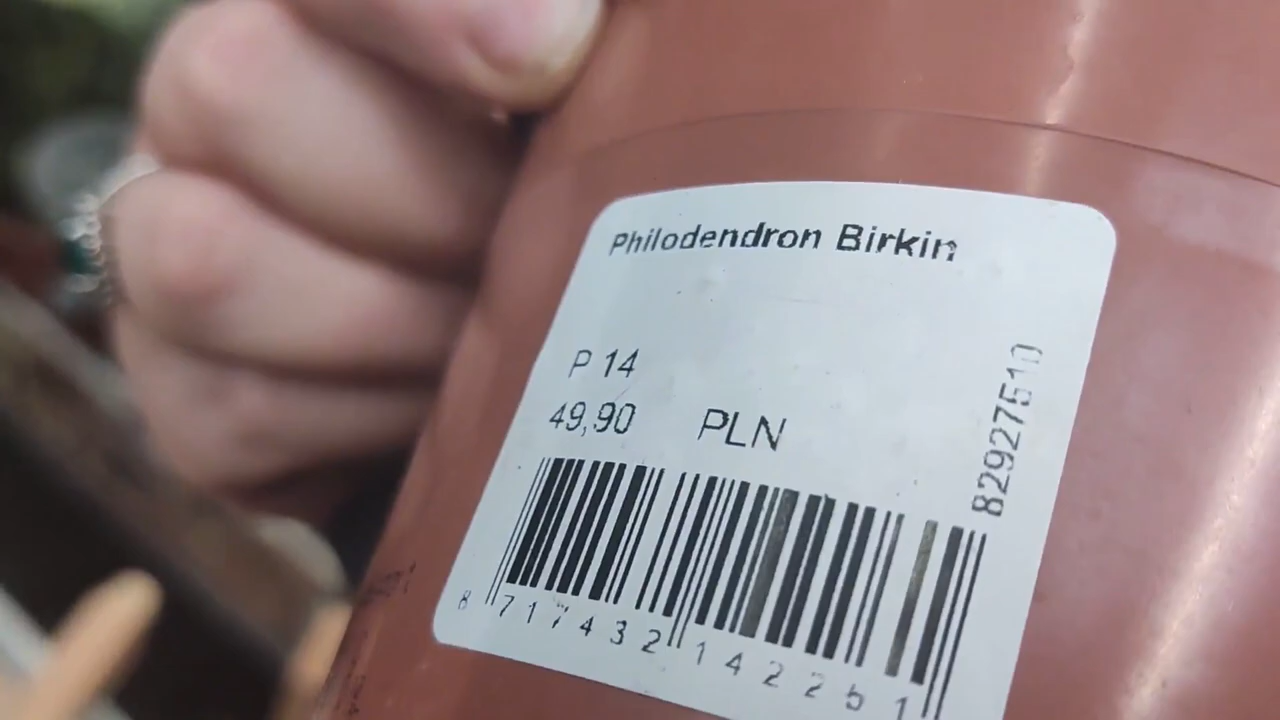 Philodendron Birkin
P 14
49,90 PLN
82927510
8 717432 142251